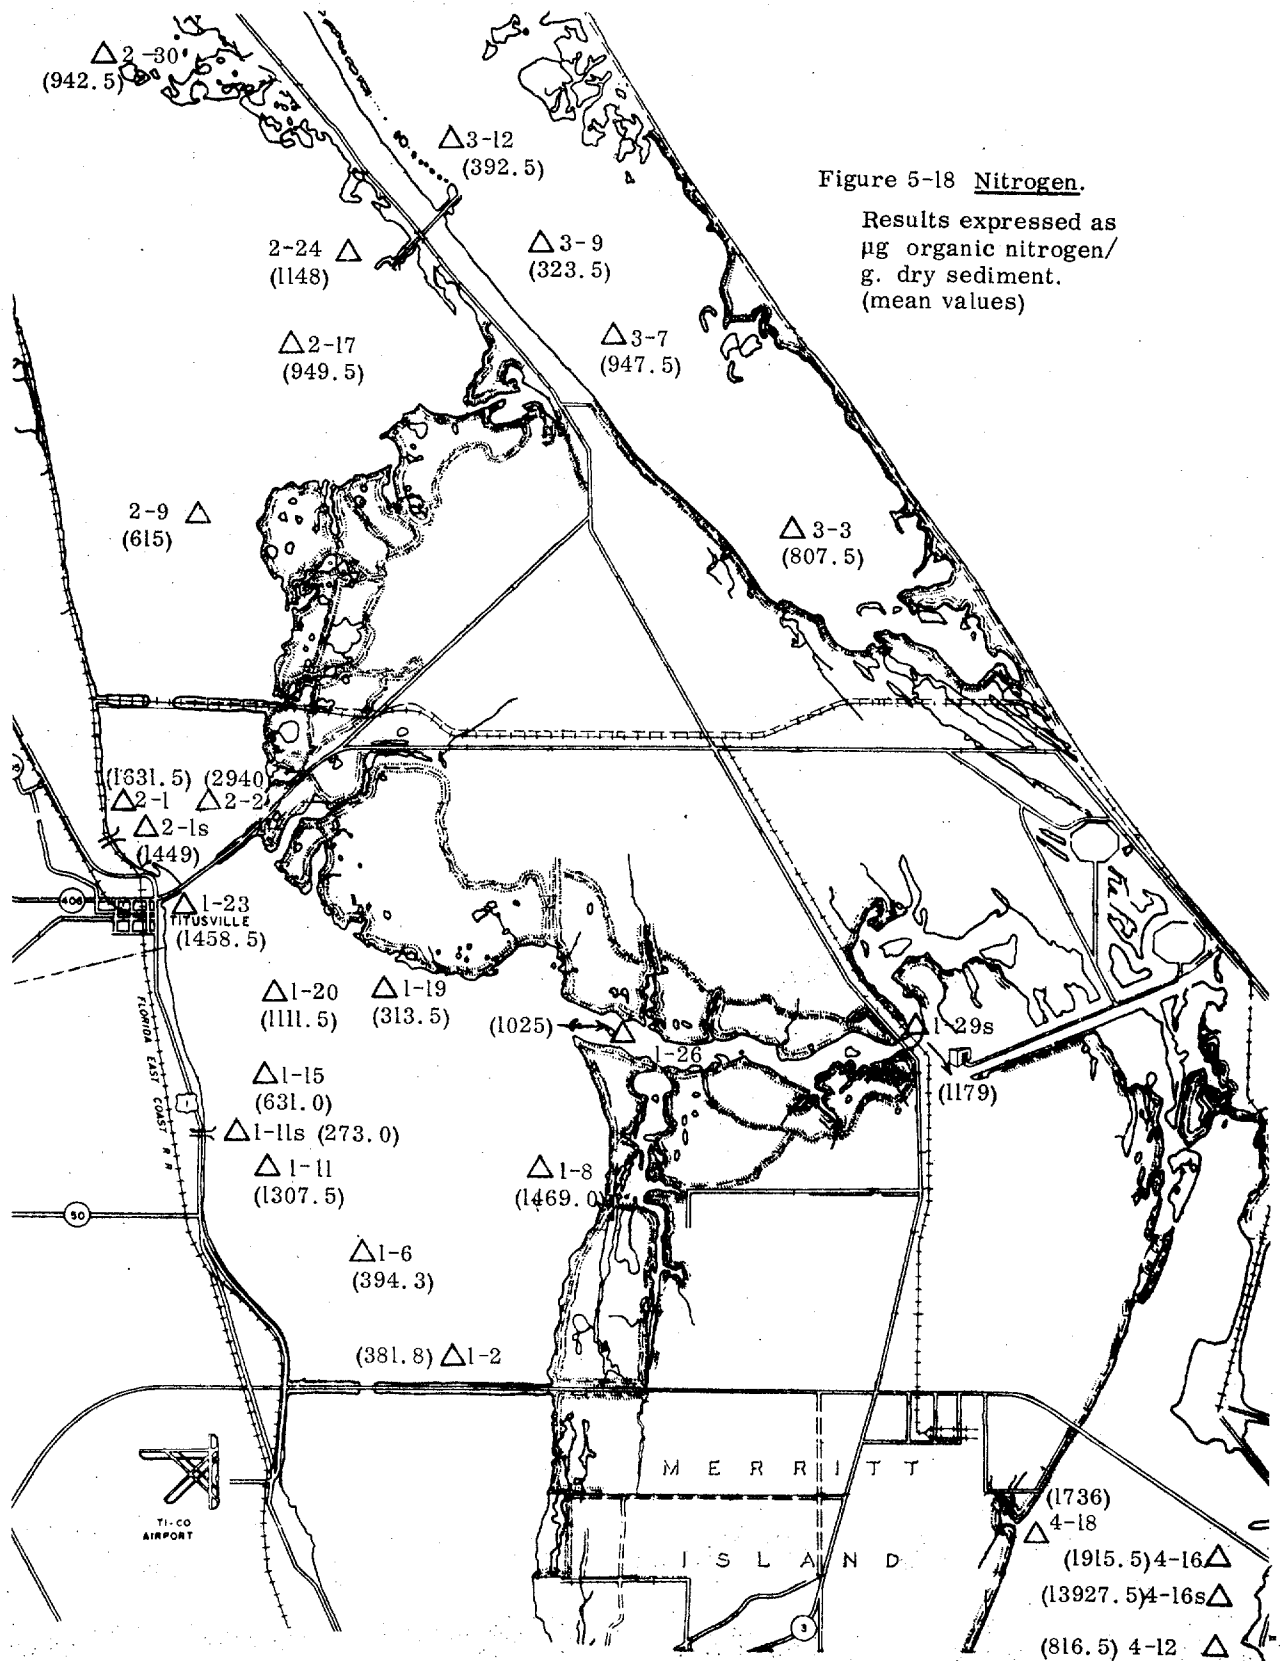 △ 2-30
(942.5)
△3-12
(392.5)
Figure 5-18 Nitrogen.
Results expressed as
µg organic nitrogen/
g. dry sediment.
(mean values)
2-24 △
(1148)
△ 3-9
(323.5)
△2-17
(949.5)
△3-7
(947.5)
2-9 △
(615)
△ 3-3
(807.5)
(1631.5) (2940)
△2-1 △2-2
△2-1s
(1449)
406
△ 1-23
TITUSVILLE
(1458.5)
△1-20
(1111.5)
△1-19
(313.5)
(1025)
△
1-26
△1-29s
(1179)
FLORIDA EAST COAST R R
△1-15
(631.0)
1
△1-11s (273.0)
△1-11
(1307.5)
△1-8
(1469.0)
50
△1-6
(394.3)
(381.8) △1-2
TI-CO
AIRPORT
MERRITT
ISLAND
3
(1736)
△ 4-18
(1915.5) 4-16△
(13927.5)4-16s△
(816.5) 4-12 △